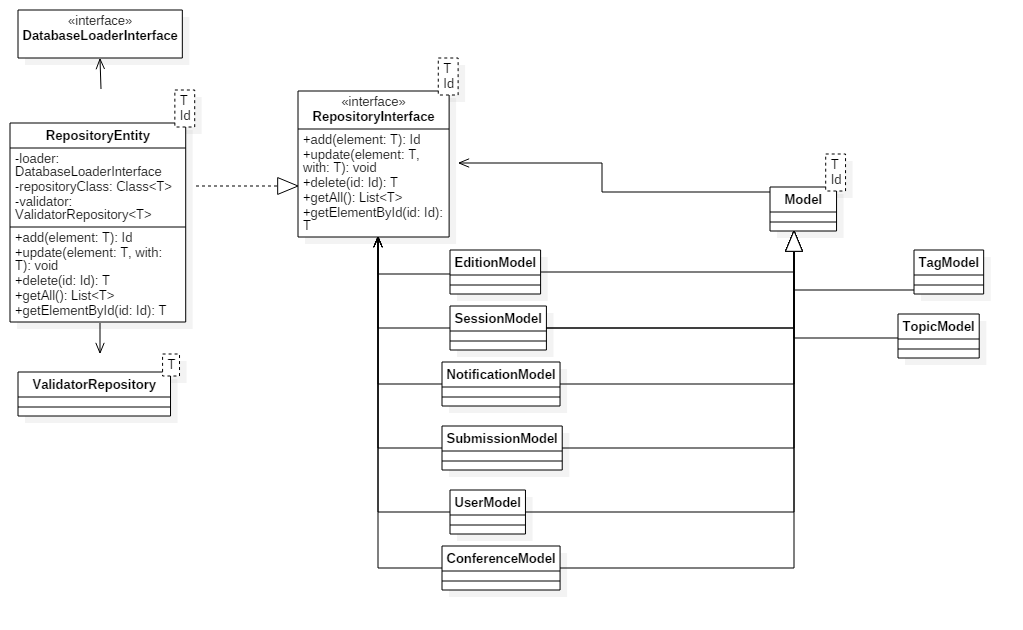 «interface»
DatabaseLoaderInterface
T
Id
RepositoryEntity
-loader:
DatabaseLoaderInterface
-repositoryClass: Class<T>
-validator:
ValidatorRepository<T>
+add(element: T): Id
+update(element: T, with:
T): void
+delete(id: Id): T
+getAll(): List<T>
+getElementById(id: Id): T
T
ValidatorRepository
T
Id
«interface»
RepositoryInterface
+add(element: T): Id
+update(element: T,
with: T): void
+delete(id: Id): T
+getAll(): List<T>
+getElementById(id: Id):
T
T
Id
Model
EditionModel
SessionModel
NotificationModel
SubmissionModel
UserModel
ConferenceModel
TagModel
TopicModel